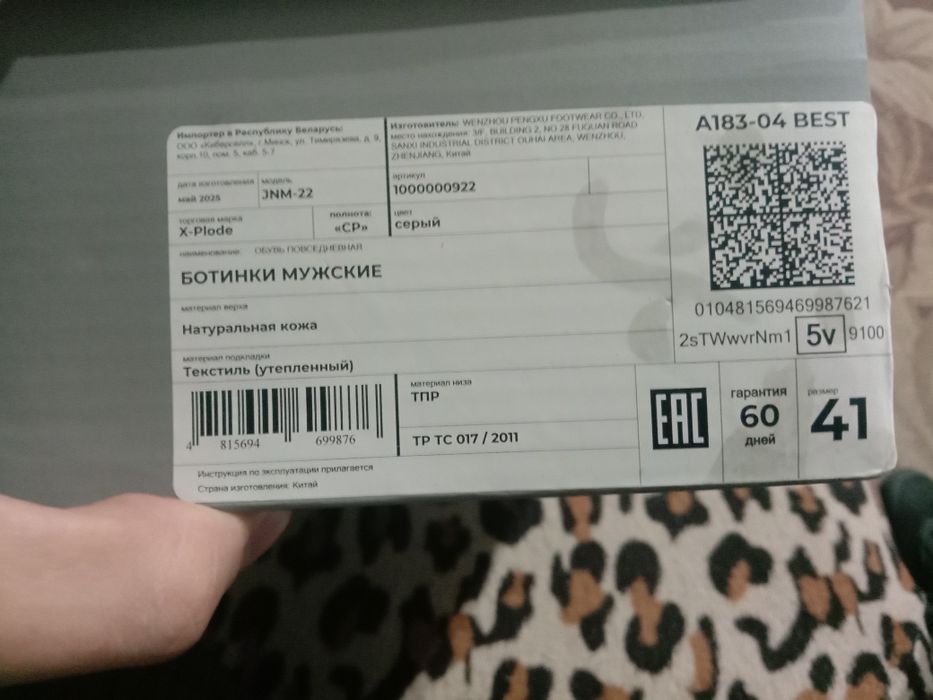 Импортер в Республику Беларусь:
ООО «Киберселл», г.Минск, ул. Тимирязева, д. 9,
корп. 10, пом. 5, каб. 5-7
Изготовитель: WENZHOU PENGXU FOOTWEAR CO., LTD,
место нахождения: 3/F, BUILDING 2, NO 28 FUGUAN ROAD
SANXI INDUSTRIAL DISTRICT OUHAI AREA, WENZHOU,
ZHENJIANG, Китай
дата изготовления
май 2025
модель
JNM-22
артикул
1000000922
торговая марка
X-Plode
полнота:
«СР»
цвет
серый
наименование: ОБУВЬ ПОВСЕДНЕВНАЯ
БОТИНКИ МУЖСКИЕ
материал верха
Натуральная кожа
материал подкладки
Текстиль (утепленный)
4 815694 699876
материал низа
ТПР
ТР ТС 017 / 2011
Инструкция по эксплуатации прилагается
Страна изготовления: Китай
A183-04 BEST
010481569469987621
2sTWwvrNm1 5v 9100
EAC
гарантия
60
дней
размер
41